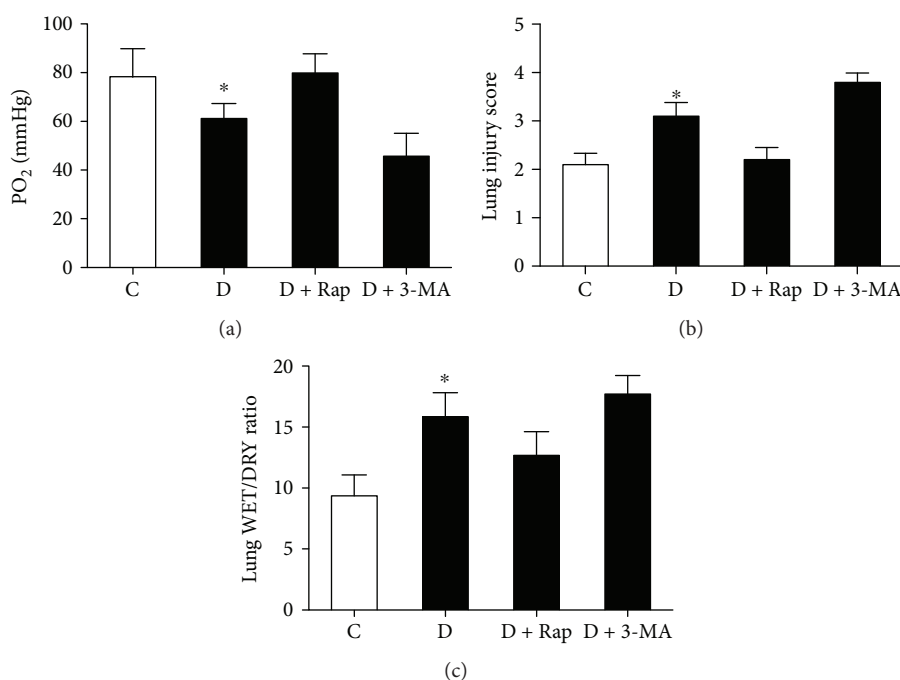 PO₂ (mmHg)
100
80
60
40
20
0
*
C
D
D + Rap
D + 3-MA
(a)
Lung injury score
5
4
3
2
1
0
*
C
D
D + Rap
D + 3-MA
(b)
Lung WET/DRY ratio
20
15
10
5
0
*
C
D
D + Rap
D + 3-MA
(c)